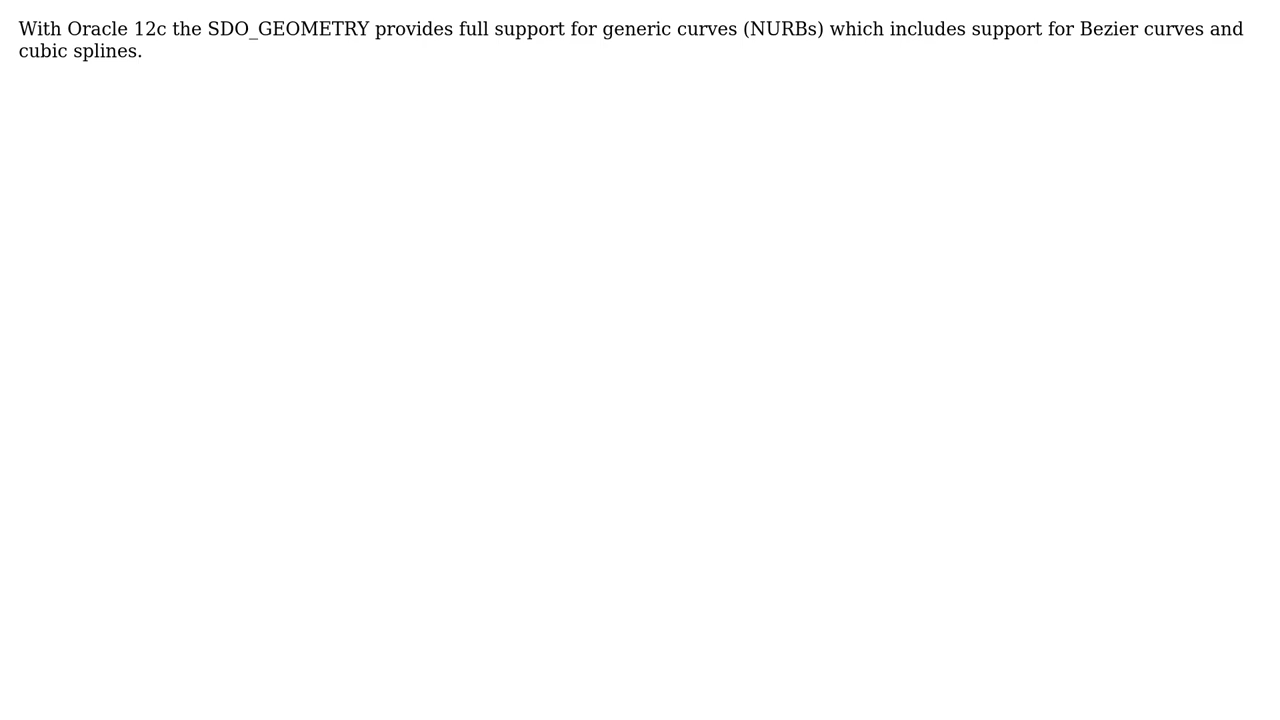 With Oracle 12c the SDO_GEOMETRY provides full support for generic curves (NURBs) which includes support for Bezier curves and
cubic splines.